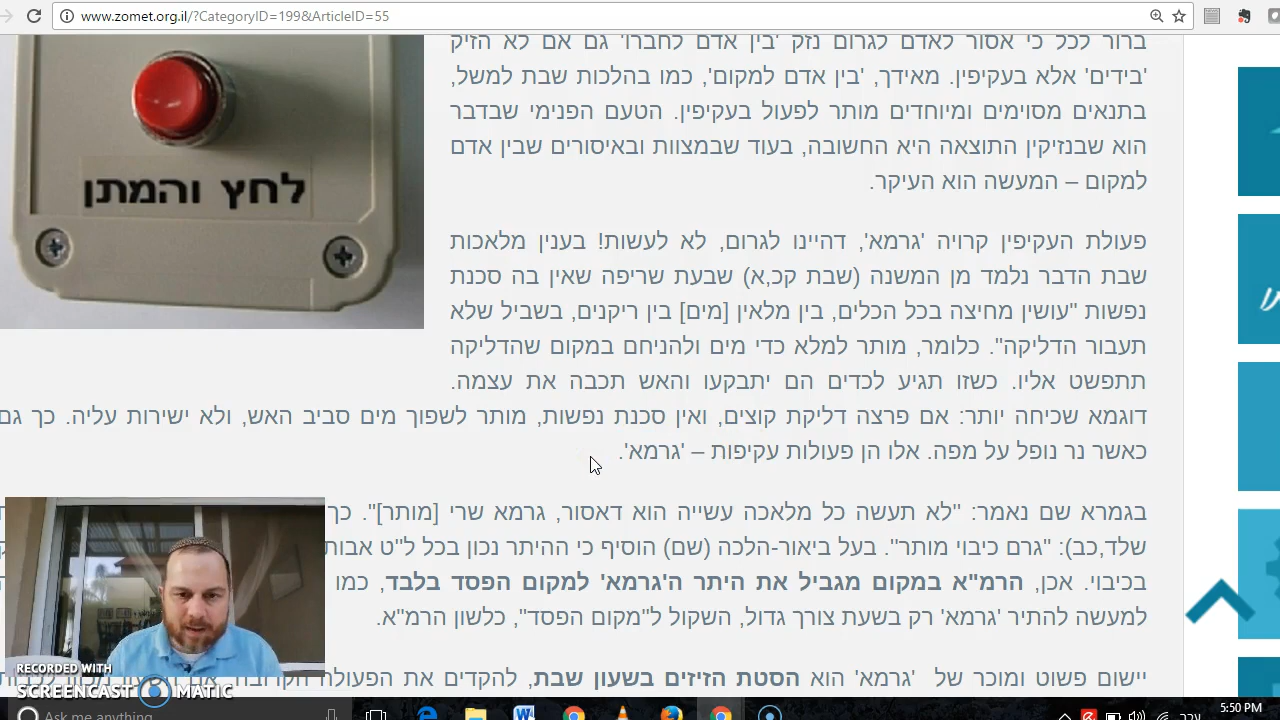 www.zomet.org.il/?CategoryID=199&ArticleID=55
ברור לכל כי אסור לאדם לגרום נזק 'בין אדם לחברו' גם אם לא הזיק
'בידים' אלא בעקיפין. מאידך, 'בין אדם למקום', כמו בהלכות שבת למשל,
בתנאים מסוימים ומיוחדים מותר לפעול בעקיפין. הטעם הפנימי שבדבר
הוא שבנזיקין התוצאה היא החשובה, בעוד שבמצוות ובאיסורים שבין אדם
למקום – המעשה הוא העיקר.
לחץ והמתן
פעולת העקיפין קרויה 'גרמא', דהיינו לגרום, לא לעשות! בענין מלאכות
שבת הדבר נלמד מן המשנה (שבת קכ,א) שבעת שריפה שאין בה סכנת
נפשות "עושין מחיצה בכל הכלים, בין מלאין [מים] בין ריקנים, בשביל שלא
תעבור הדליקה". כלומר, מותר למלא כדי מים ולהניחם במקום שהדליקה
תתפשט אליו. כשזו תגיע לכדים הם יתבקעו והאש תכבה את עצמה.
דוגמא שכיחה יותר: אם פרצה דליקת קוצים, ואין סכנת נפשות, מותר לשפוך מים סביב האש, ולא ישירות עליה. כך גם
כאשר נר נופל על מפה. אלו הן פעולות עקיפות – 'גרמא'.
בגמרא שם נאמר: "לא תעשה כל מלאכה עשייה הוא דאסור, גרמא שרי [מותר]". כך
שלד,כב): "גרם כיבוי מותר". בעל ביאור-הלכה (שם) הוסיף כי ההיתר נכון בכל ל"ט אבות
בכיבוי. אכן, הרמ"א במקום מגביל את היתר ה'גרמא' למקום הפסד בלבד, כמו
למעשה להתיר 'גרמא' רק בשעת צורך גדול, השקול ל"מקום הפסד", כלשון הרמ"א.
יישום פשוט ומוכר של 'גרמא' הוא הסטת הזיזים בשעון שבת, להקדים את הפעולה
RECORDED WITH
SCREENCAST MATIC
Ask me anything
עבר
5:50 PM